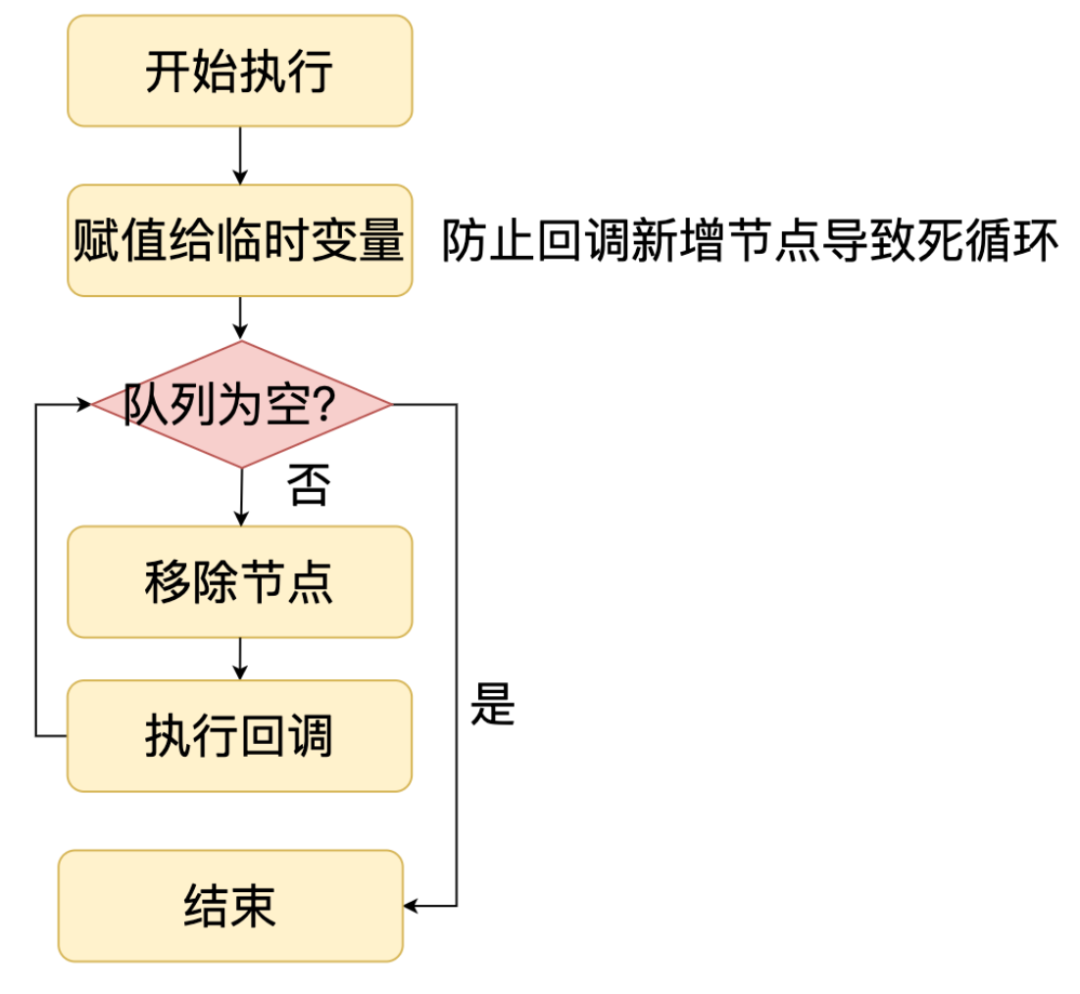 开始执行
赋值给临时变量
防止回调新增节点导致死循环
队列为空?
否
移除节点
是
执行回调
结束